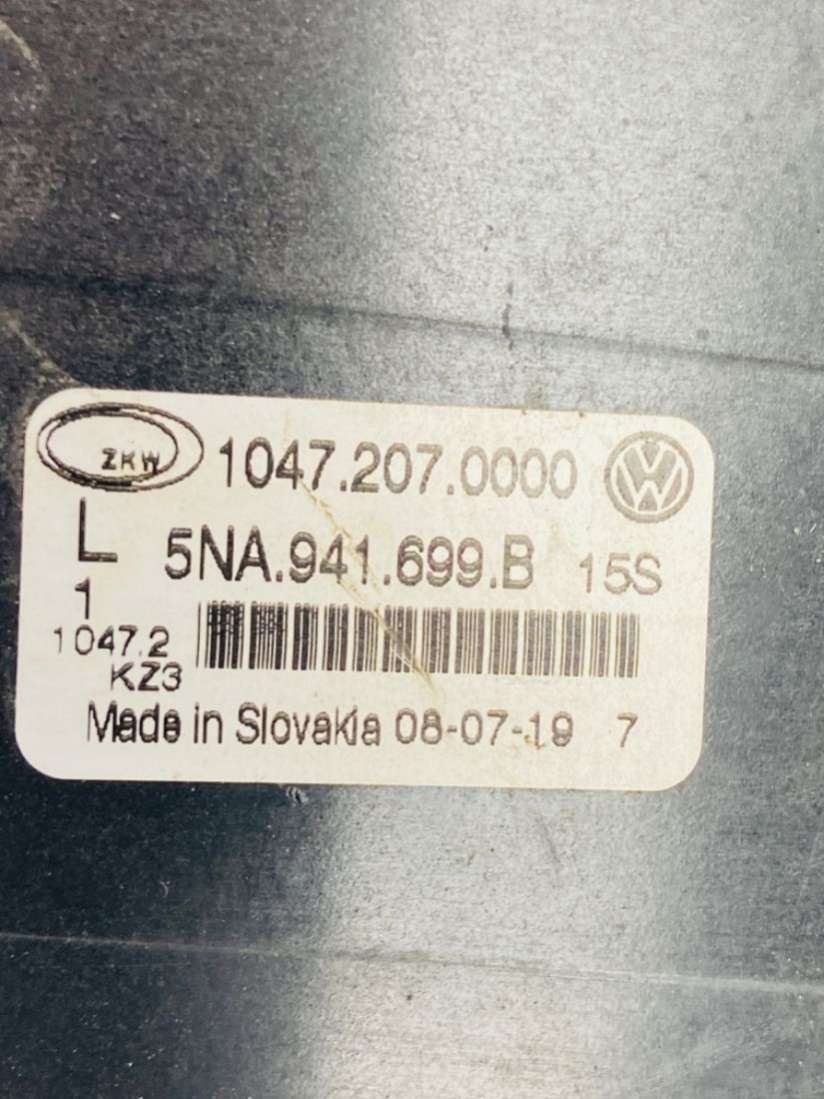 ZKW 1047.207.0000 VW
L 5NA.941.699.B 15S
1
1047.2
KZ3
Made in Slovakia 08-07-19 7